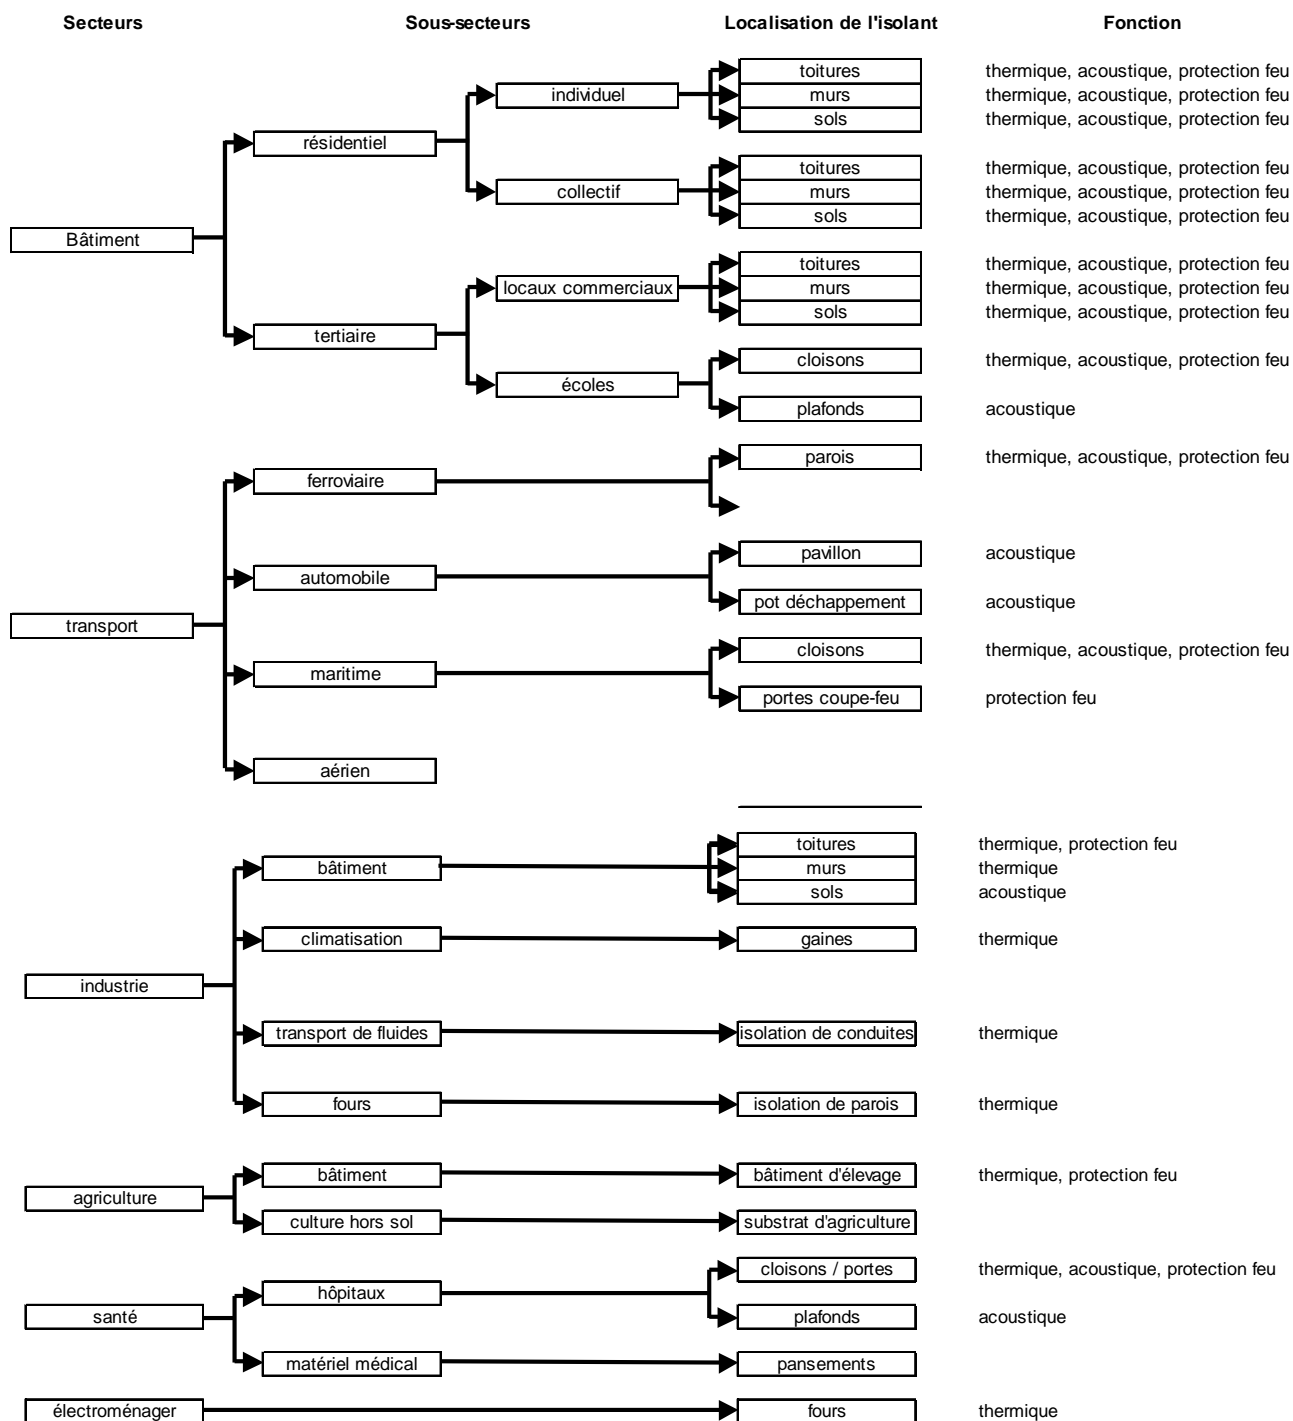 Secteurs Sous-secteurs Localisation de l'isolant Fonction
toitures thermique, acoustique, protection feu
individuel murs thermique, acoustique, protection feu
sols thermique, acoustique, protection feu
résidentiel
toitures thermique, acoustique, protection feu
collectif murs thermique, acoustique, protection feu
sols thermique, acoustique, protection feu
Bâtiment
toitures thermique, acoustique, protection feu
locaux commerciaux murs thermique, acoustique, protection feu
sols thermique, acoustique, protection feu
tertiaire
cloisons thermique, acoustique, protection feu
écoles
plafonds acoustique
parois thermique, acoustique, protection feu
ferroviaire
pavillon acoustique
automobile
pot déchappement acoustique
transport
cloisons thermique, acoustique, protection feu
maritime
portes coupe-feu protection feu
aérien
toitures thermique, protection feu
bâtiment murs thermique
sols acoustique
climatisation gaines thermique
industrie
transport de fluides isolation de conduites thermique
fours isolation de parois thermique
bâtiment bâtiment d'élevage thermique, protection feu
agriculture
culture hors sol substrat d'agriculture
cloisons / portes thermique, acoustique, protection feu
hôpitaux
santé plafonds acoustique
matériel médical pansements
électroménager fours thermique